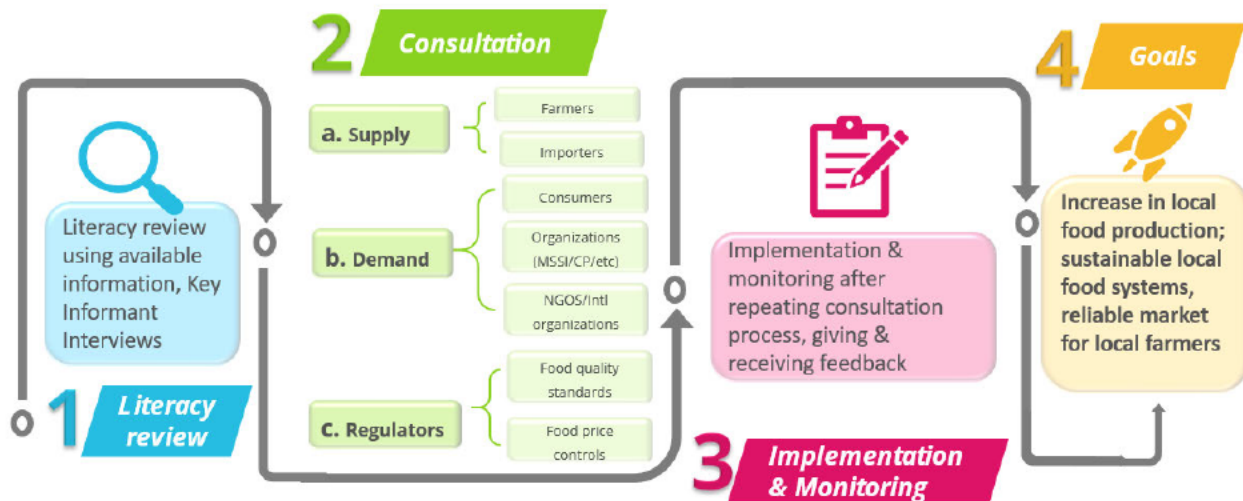 1
Literacy
review
Literacy review
using available
information, Key
Informant
Interviews
2
Consultation
a. Supply
Farmers
Importers
b. Demand
Consumers
Organizations
(MSSI/CP/etc)
NGOS/Intl
organizations
c. Regulators
Food quality
standards
Food price
controls
3
Implementation
& Monitoring
Implementation &
monitoring after
repeating consultation
process, giving &
receiving feedback
4
Goals
Increase in local
food production;
sustainable local
food systems,
reliable market
for local farmers